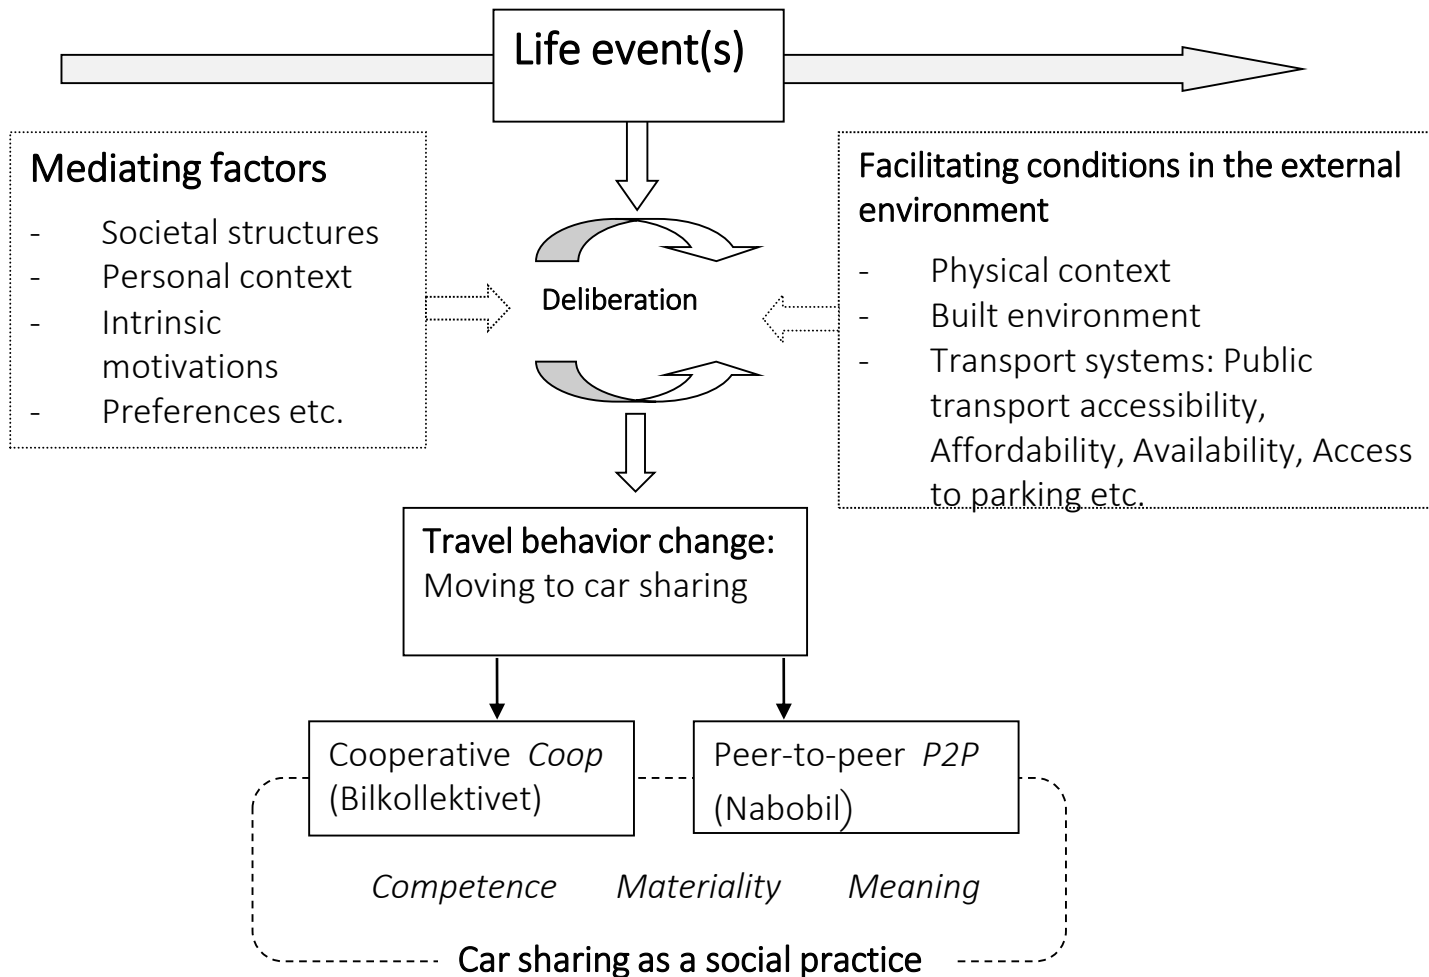 Life event(s)
Mediating factors
- Societal structures
- Personal context
- Intrinsic
motivations
- Preferences etc.
Deliberation
Facilitating conditions in the external
environment
- Physical context
- Built environment
- Transport systems: Public
transport accessibility,
Affordability, Availability, Access
to parking etc.
Travel behavior change:
Moving to car sharing
Cooperative Coop
(Bilkollektivet)
Peer-to-peer P2P
(Nabobil)
Competence Materiality Meaning
Car sharing as a social practice